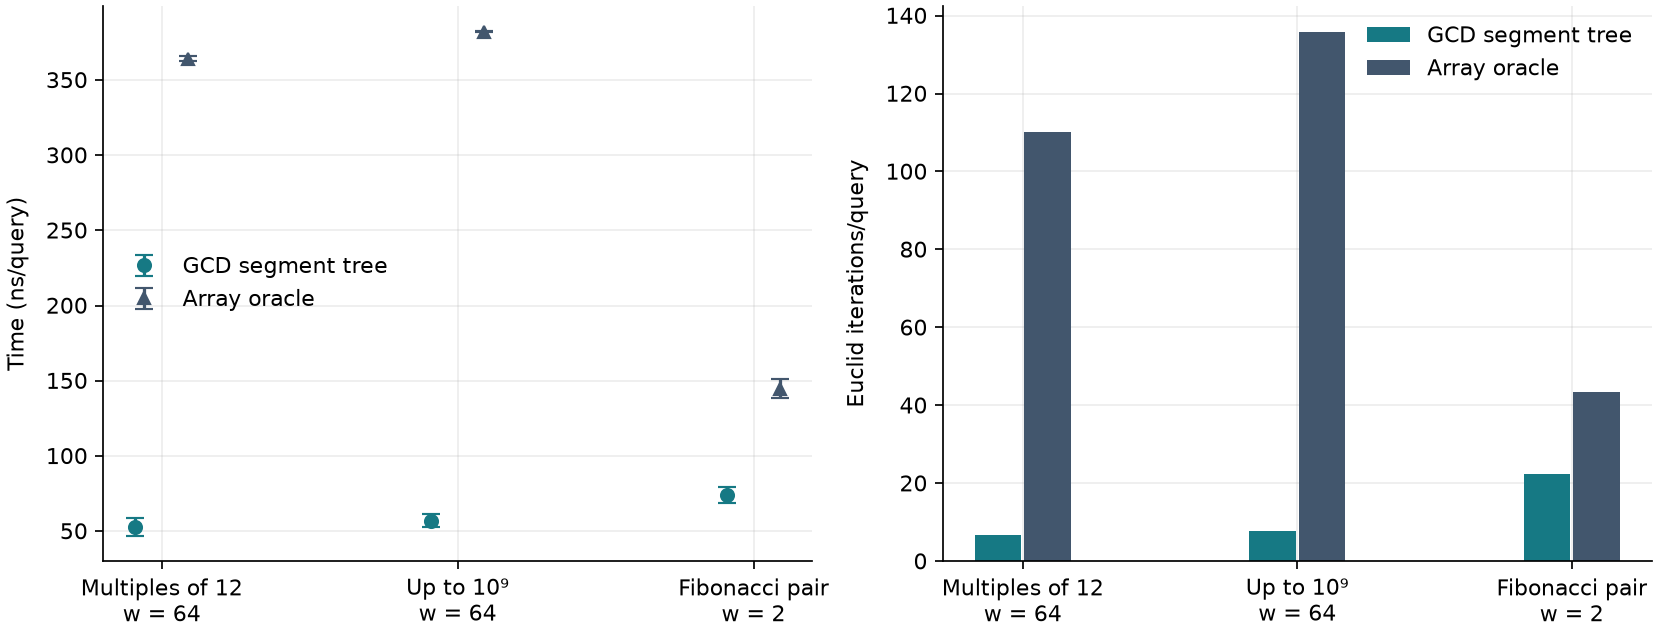 Time (ns/query)
350
300
250
200
150
100
50
GCD segment tree
Array oracle
Multiples of 12
w = 64
Up to 10⁹
w = 64
Fibonacci pair
w = 2
Euclid iterations/query
140
120
100
80
60
40
20
0
GCD segment tree
Array oracle
Multiples of 12
w = 64
Up to 10⁹
w = 64
Fibonacci pair
w = 2